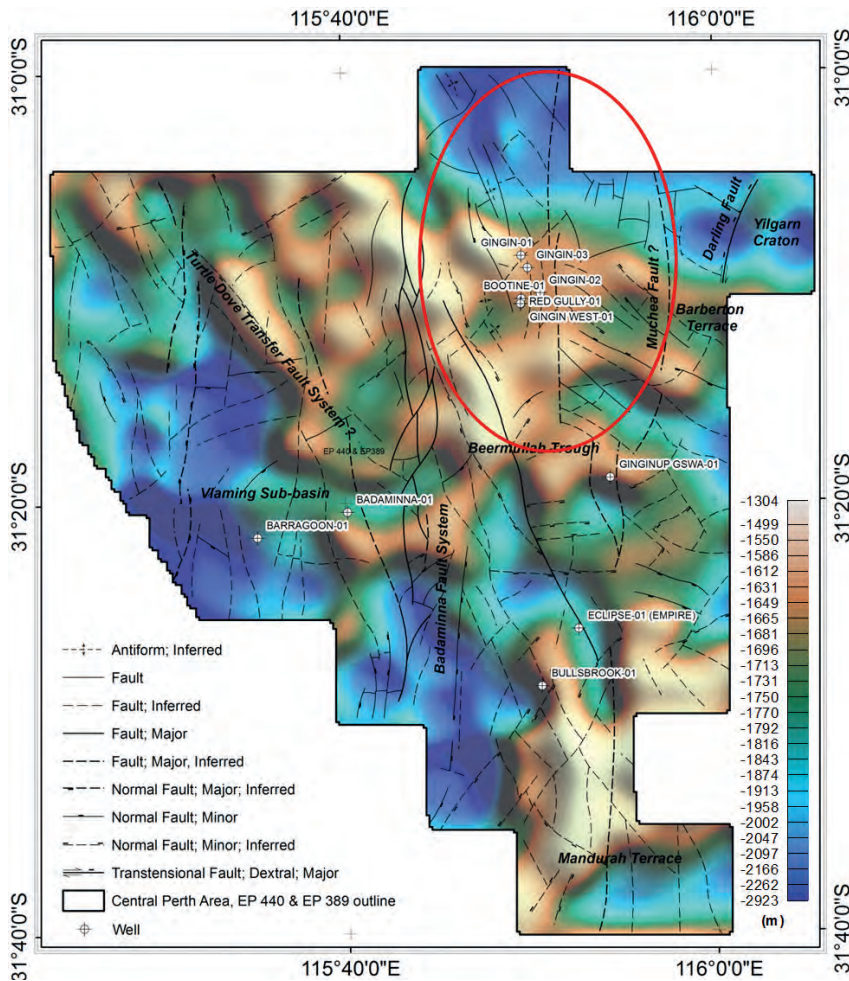 115°40'0"E
116°0'0"E
31°0'0"S
31°0'0"S
Darling Fault
Yilgarn
Craton
GINGIN-01
GINGIN-03
Turtle Dove Transfer Fault System ?
GINGIN-02
BOOTINE-01
RED GULLY-01
GINGIN WEST-01
Muchea Fault ?
Barberton
Terrace
EP 440 & EP389
Beermullah Trough
GINGINUP GSWA-01
31°20'0"S
31°20'0"S
Vlaming Sub-basin
BADAMINNA-01
BARRAGOON-01
Badaminna Fault System
ECLIPSE-01 (EMPIRE)
BULLSBROOK-01
Mandurah Terrace
Antiform; Inferred
Fault
Fault; Inferred
Fault; Major
Fault; Major, Inferred
Normal Fault; Major; Inferred
Normal Fault; Minor
Normal Fault; Minor; Inferred
Transtensional Fault; Dextral; Major
Central Perth Area, EP 440 & EP 389 outline
Well
-1304
-1499
-1550
-1586
-1612
-1631
-1649
-1665
-1681
-1696
-1713
-1731
-1750
-1770
-1792
-1816
-1843
-1874
-1913
-1958
-2002
-2047
-2097
-2166
-2262
-2923
(m)
31°40'0"S
31°40'0"S
115°40'0"E
116°0'0"E